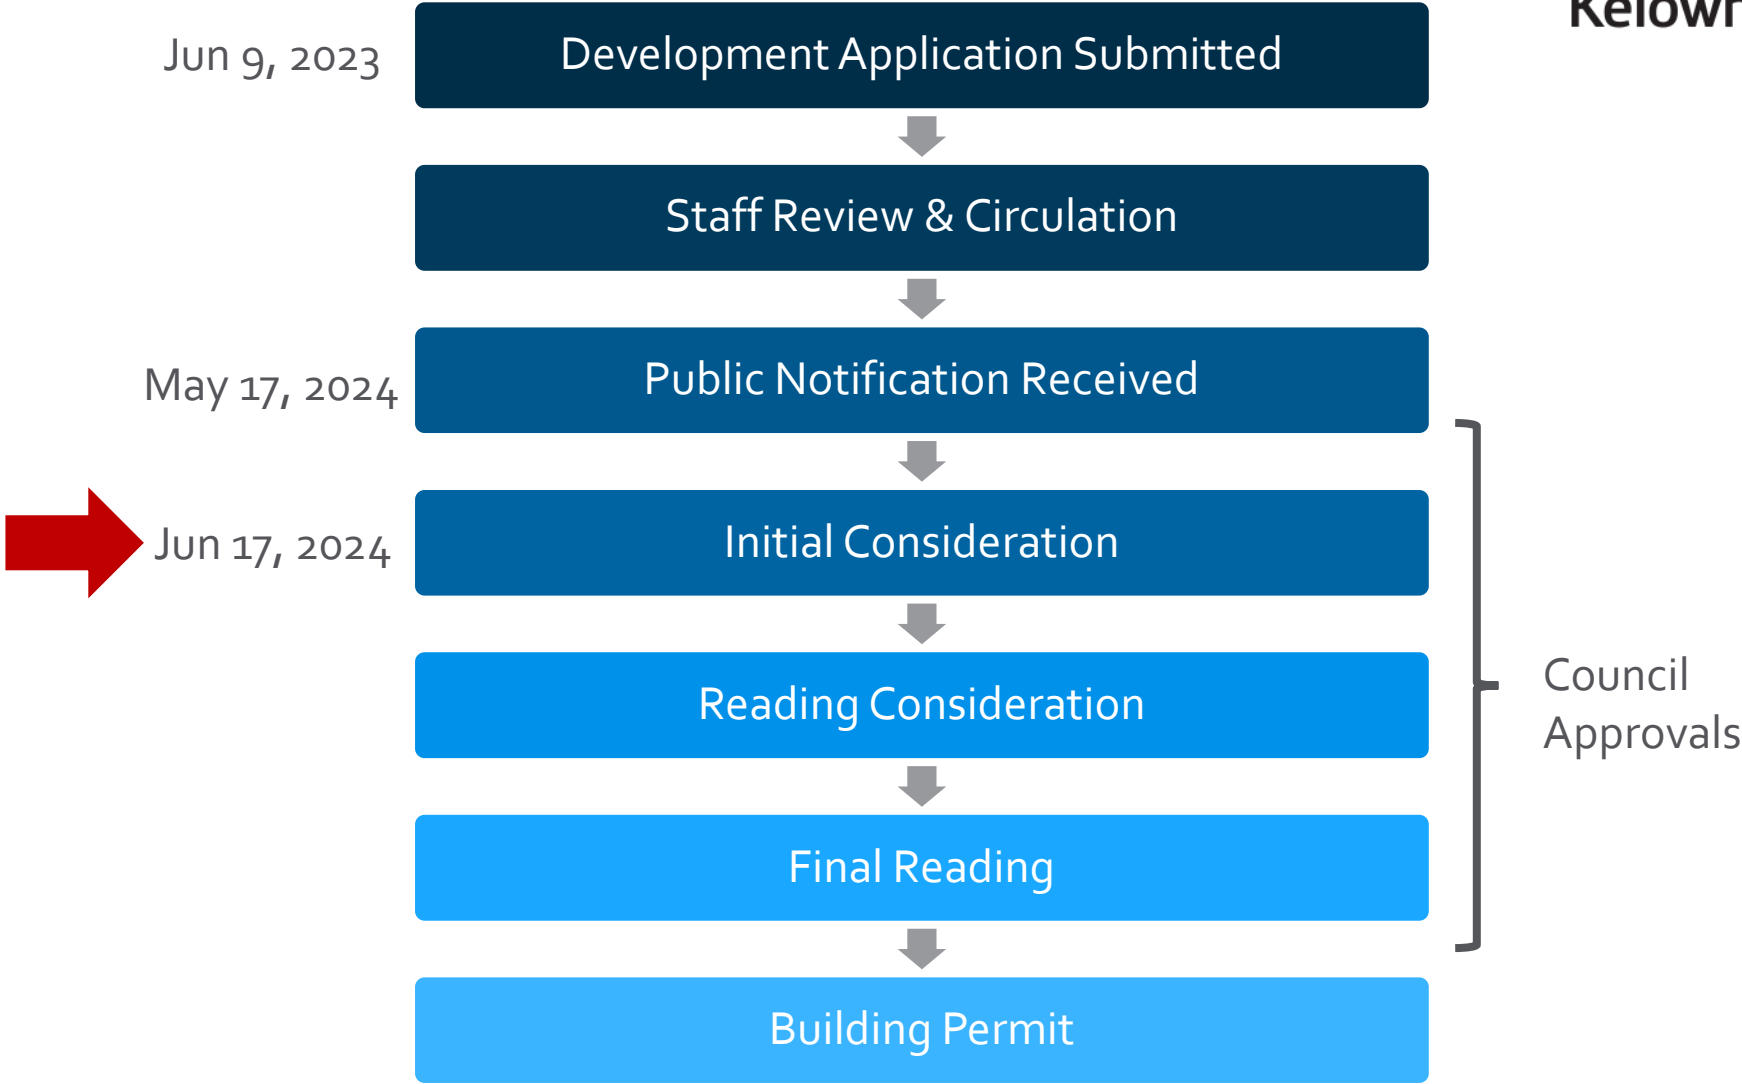 Jun 9, 2023
Development Application Submitted
Staff Review & Circulation
May 17, 2024
Public Notification Received
Jun 17, 2024
Initial Consideration
Reading Consideration
Final Reading
Building Permit
Council
Approvals